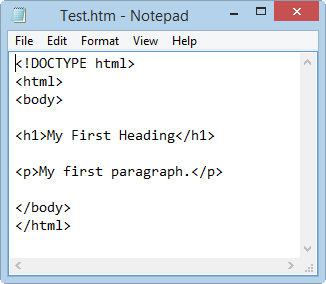 Test.htm - Notepad
File Edit Format View Help
<!DOCTYPE html>
<html>
<body>
<h1>My First Heading</h1>
<p>My first paragraph.</p>
</body>
</html>